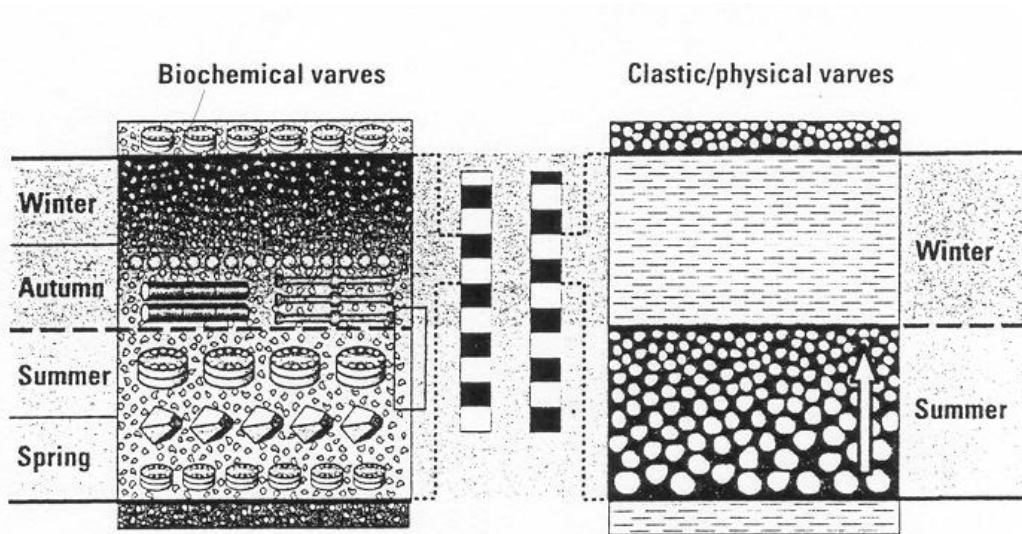 Biochemical varves
Clastic/physical varves
Winter
Autumn
Summer
Spring
Winter
Summer